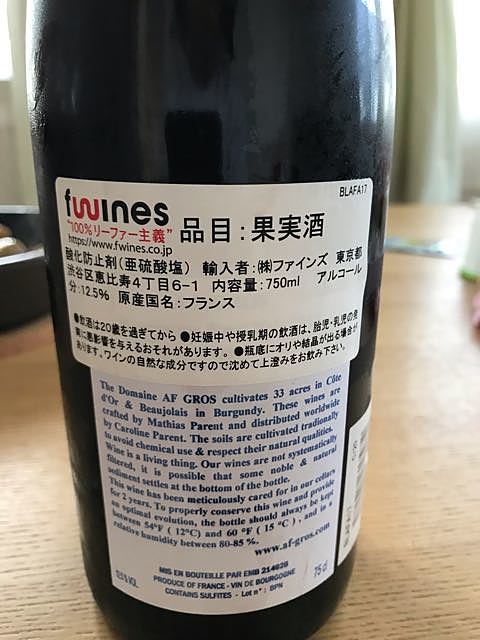 BLAFA17
fwines
"100%リーファー主義"
https://www.fwines.co.jp
品目：果実酒
酸化防止剤（亜硫酸塩） 輸入者：㈱ファインズ 東京都
渋谷区恵比寿4丁目6-1 内容量：750ml アルコール
分：12.5% 原産国名：フランス
●飲酒は20歳を過ぎてから ●妊娠中や授乳期の飲酒は、胎児・乳児の発
育に悪影響を与えるおそれがあります。 ●瓶底にオリや結晶が出る場合が
あります。ワインの自然な成分ですので沈めて上澄みをお飲み下さい。
The Domaine AF GROS cultivates 33 acres in Côte
d'Or & Beaujolais in Burgundy. These wines are
crafted by Mathias Parent and distributed worldwide
by Caroline Parent. The soils are cultivated tradionally
to avoid chemical use & respect their natural qualities.
Wine is a living thing. Our wines are not systematically
filtered, it is possible that some noble & natural
sediment settles at the bottom of the bottle.
This wine has been meticulously cared for in our cellars
for 2 years. To properly conserve this wine and provide
an optimal evolution, the bottle should always be kept
between 54°F ( 12°C) and 60 °F ( 15 °C ), and in a
relative humidity between 80-85 %.
www.af-gros.com
MIS EN BOUTEILLE PAR EMB 21462B
PRODUCE OF FRANCE - VIN DE BOURGOGNE
CONTAINS SULFITES - Lot n° : BPN
75 cl